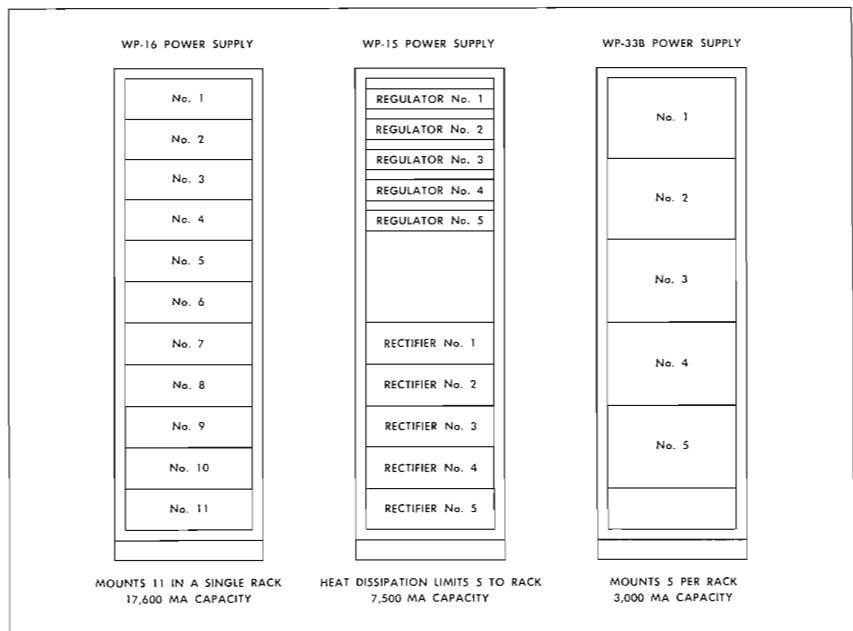 WP-16 POWER SUPPLY
No. 1
No. 2
No. 3
No. 4
No. 5
No. 6
No. 7
No. 8
No. 9
No. 10
No. 11
MOUNTS 11 IN A SINGLE RACK
17,600 MA CAPACITY
WP-15 POWER SUPPLY
REGULATOR No. 1
REGULATOR No. 2
REGULATOR No. 3
REGULATOR No. 4
REGULATOR No. 5
RECTIFIER No. 1
RECTIFIER No. 2
RECTIFIER No. 3
RECTIFIER No. 4
RECTIFIER No. 5
HEAT DISSIPATION LIMITS 5 TO RACK
7,500 MA CAPACITY
WP-33B POWER SUPPLY
No. 1
No. 2
No. 3
No. 4
No. 5
MOUNTS 5 PER RACK
3,000 MA CAPACITY